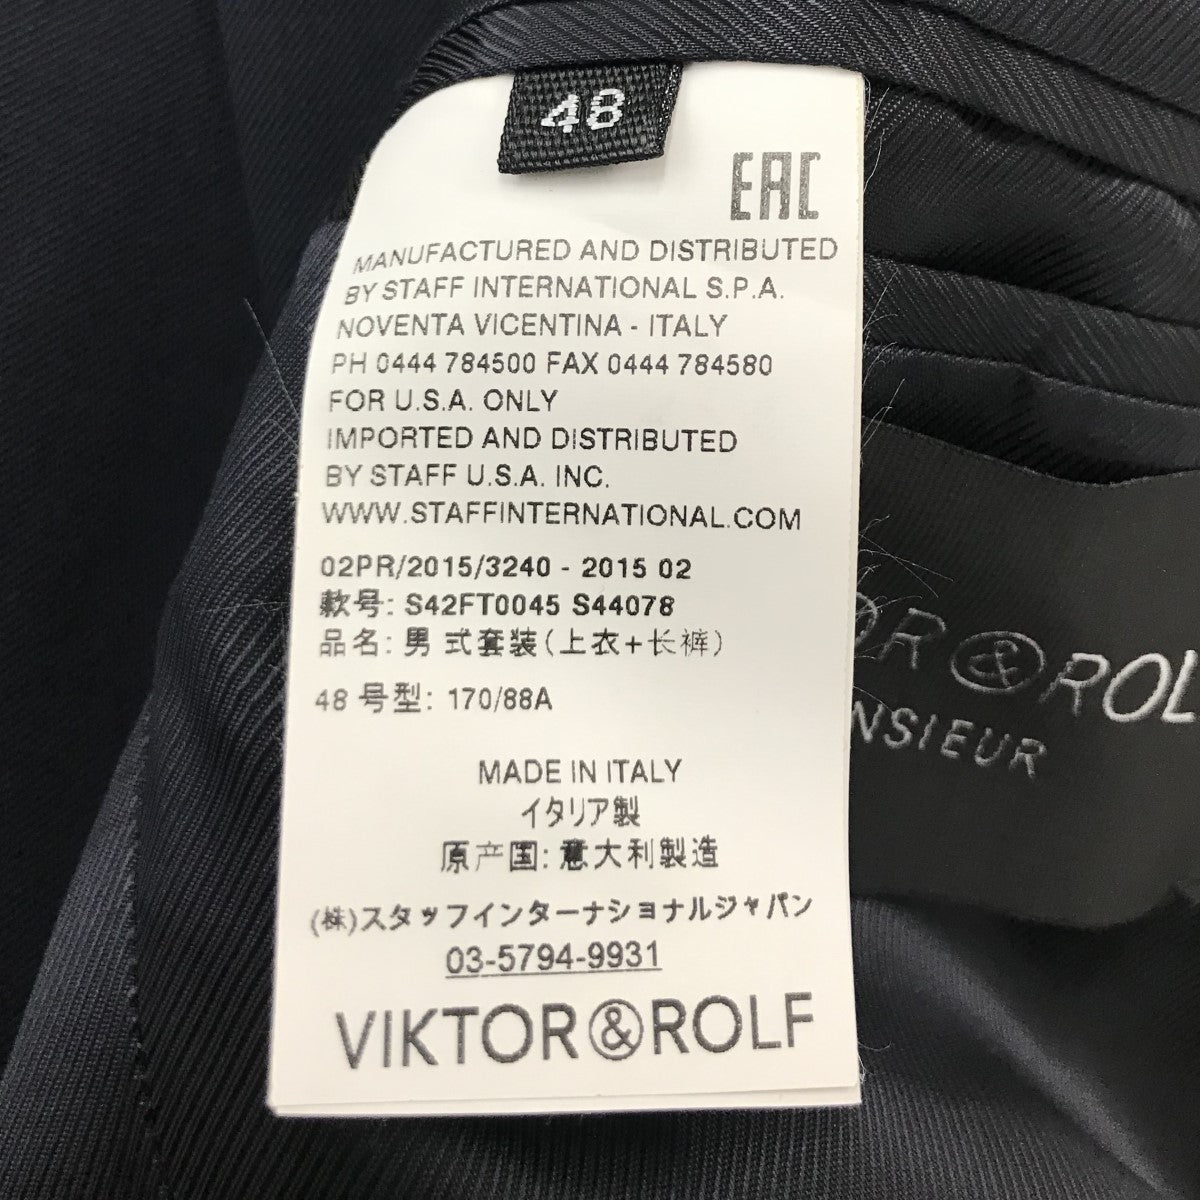 48
EAC
MANUFACTURED AND DISTRIBUTED
BY STAFF INTERNATIONAL S.P.A.
NOVENTA VICENTINA - ITALY
PH 0444 784500 FAX 0444 784580
FOR U.S.A. ONLY
IMPORTED AND DISTRIBUTED
BY STAFF U.S.A. INC.
WWW.STAFFINTERNATIONAL.COM
02PR/2015/3240 - 2015 02
款号: S42FT0045 S44078
品名: 男 式套装(上衣+长裤)
48 号型: 170/88A
MADE IN ITALY
イタリア製
原产国: 意大利製造
(株)スタッフインターナショナルジャパン
03-5794-9931
VIKTOR&ROLF
OR & ROL
NSIEUR